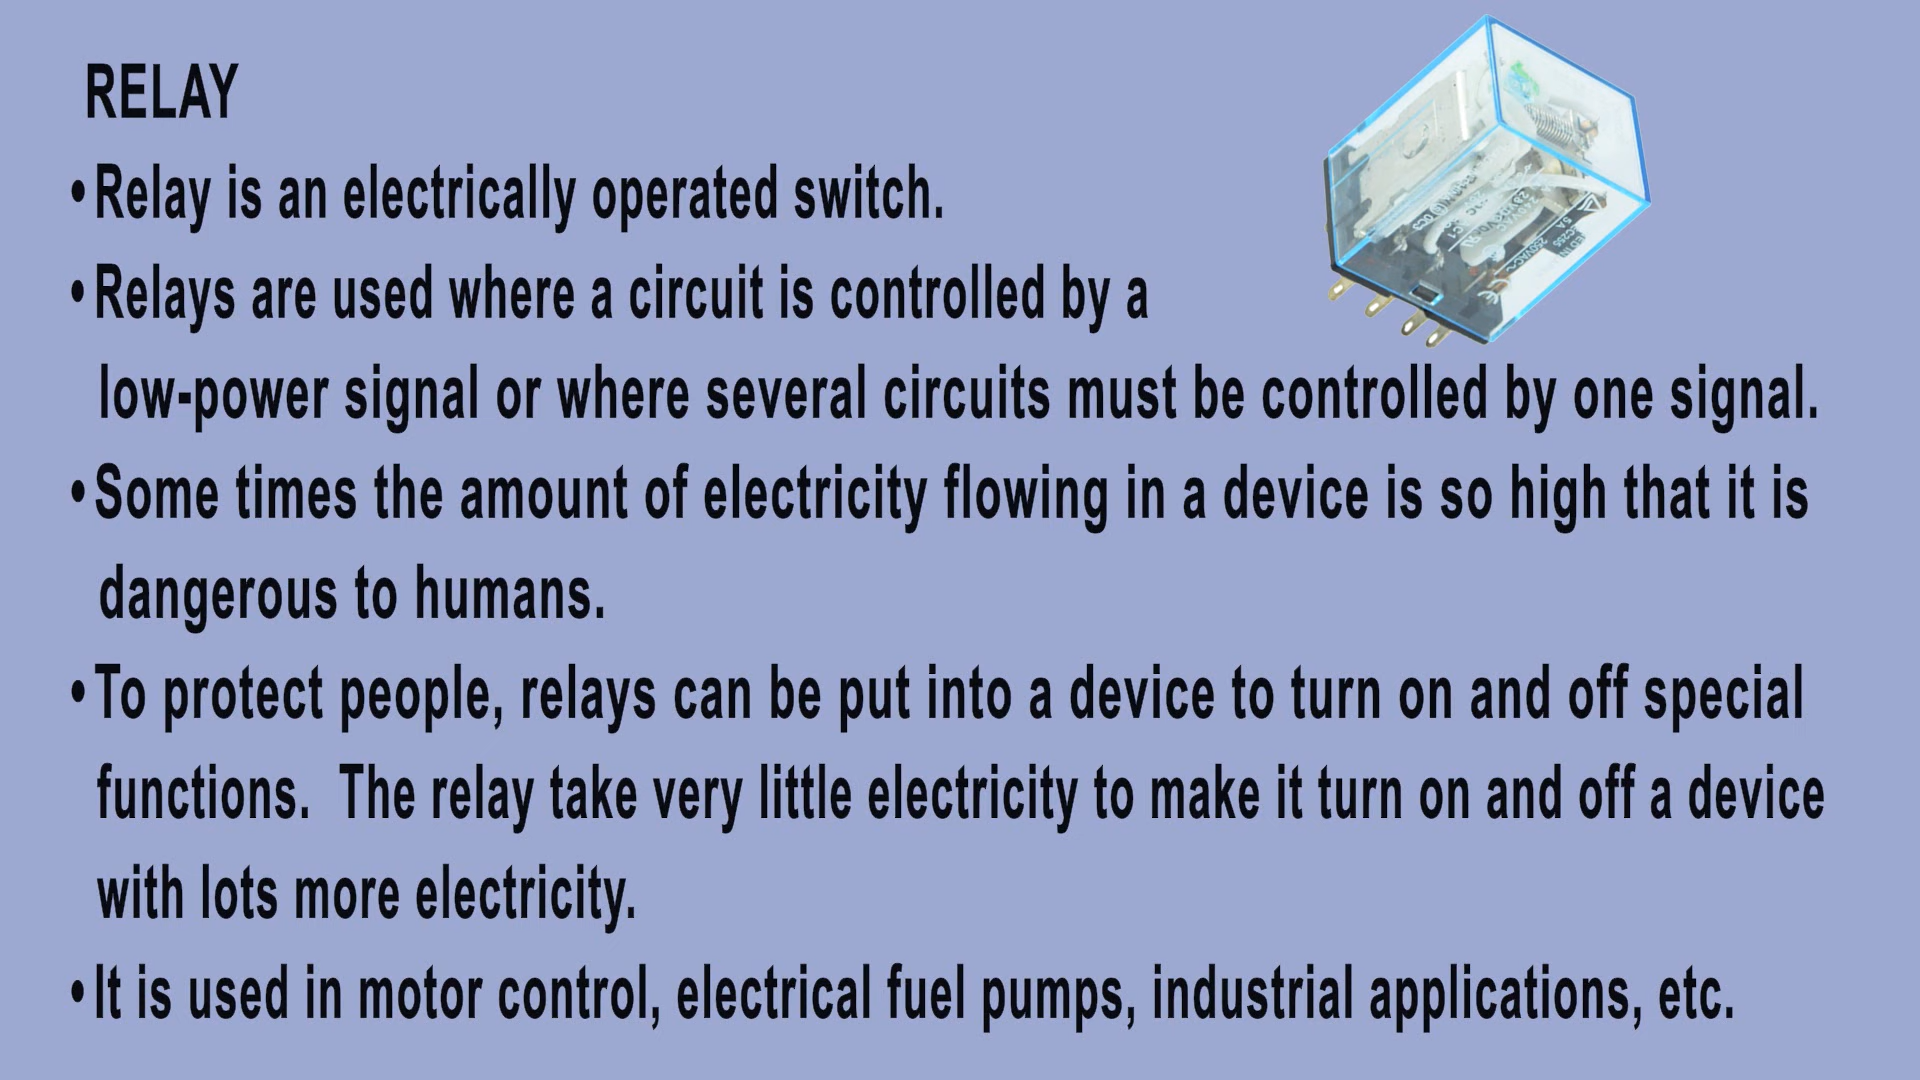 RELAY
•Relay is an electrically operated switch.
•Relays are used where a circuit is controlled by a
low-power signal or where several circuits must be controlled by one signal.
•Some times the amount of electricity flowing in a device is so high that it is
dangerous to humans.
•To protect people, relays can be put into a device to turn on and off special
functions.  The relay take very little electricity to make it turn on and off a device
with lots more electricity.
•It is used in motor control, electrical fuel pumps, industrial applications, etc.